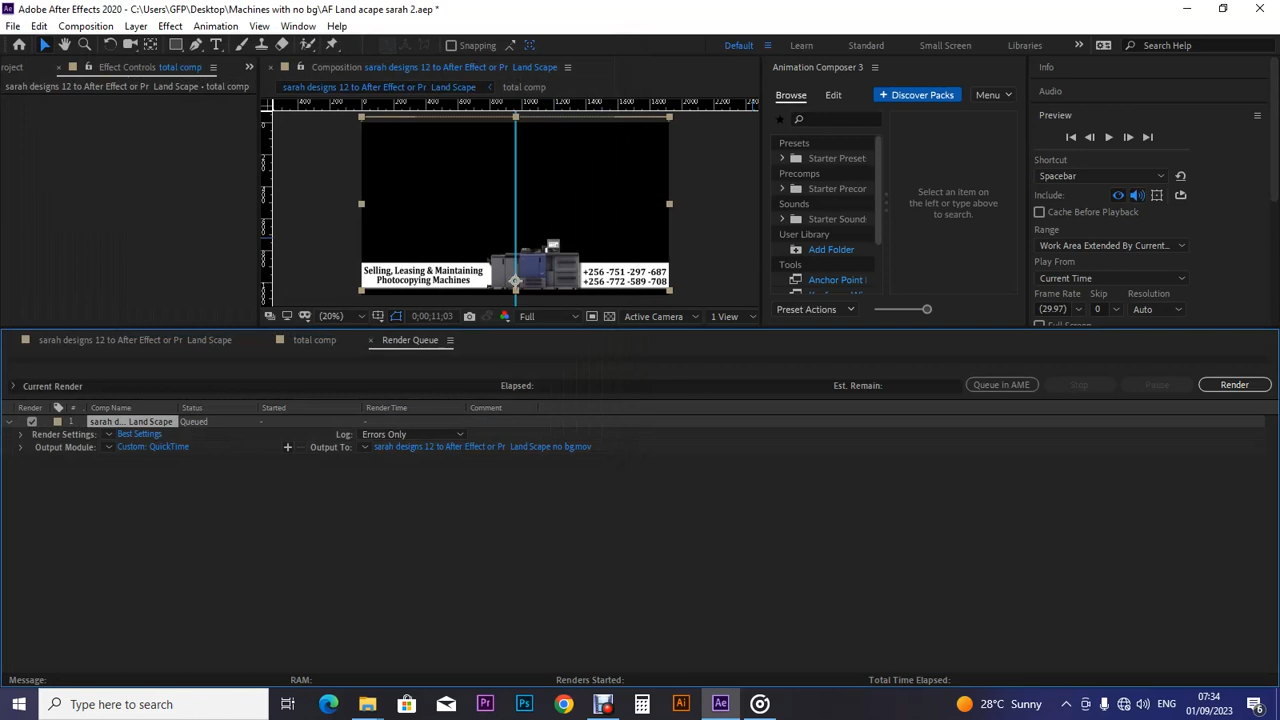 Adobe After Effects 2020 - C:\Users\GFP\Desktop\Machines with no bg\AF Land acape sarah 2.aep *
File Edit Composition Layer Effect Animation View Window Help
Snapping Default Learn Standard Small Screen Libraries Search Help
roject Effect Controls total comp Composition sarah designs 12 to After Effect or Pr Land Scape Animation Composer 3 Info
sarah designs 12 to After Effect or Pr Land Scape • total comp sarah designs 12 to After Effect or Pr Land Scape total comp Browse Edit + Discover Packs Menu Audio
Preview
Presets
Starter Preset
Precomps
Starter Precor
Sounds
Starter Sound
User Library
Add Folder
Tools
Anchor Point
Select an item on
the left or type above
to search.
Shortcut
Spacebar
Include:
Cache Before Playback
Range
Work Area Extended By Current...
Play From
Current Time
Frame Rate Skip Resolution
(29.97) 0 Auto
Full Screen
Selling, Leasing & Maintaining
Photocopying Machines
+256 -751 -297 -687
+256 -772 -589 -708
(20%) 0;00;11;03 Full Active Camera 1 View Preset Actions
sarah designs 12 to After Effect or Pr Land Scape total comp Render Queue
Current Render Elapsed: Est. Remain: Queue in AME Stop Pause Render
Render # Comp Name Status Started Render Time Comment
1 sarah d... Land Scape Queued - -
Render Settings: Best Settings Log: Errors Only
Output Module: Custom: QuickTime Output To: sarah designs 12 to After Effect or Pr Land Scape no bg.mov
Message: RAM: Renders Started: Total Time Elapsed:
Type here to search Pr Ps Ai Ae 28°C Sunny ENG 07:34
01/09/2023 6